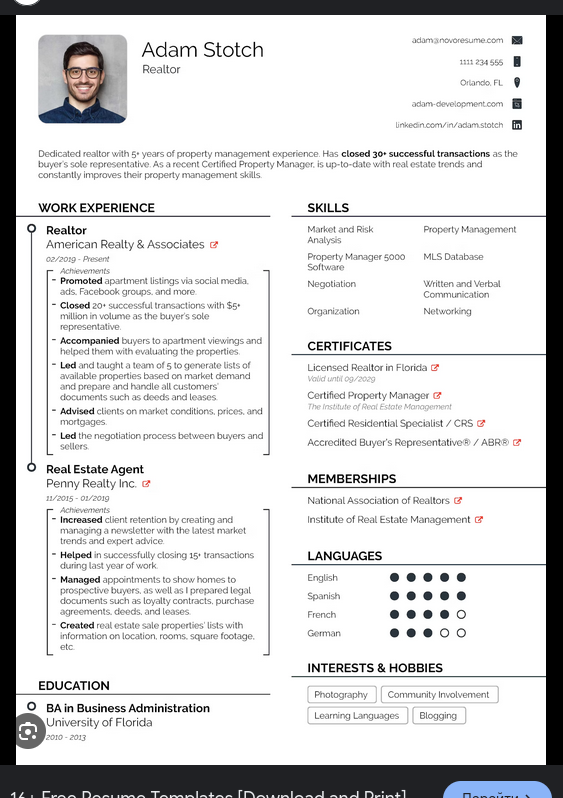 Adam Stotch
Realtor
adam@novoresume.com
1111 234 555
Orlando, FL
adam-development.com
linkedin.com/in/adam.stotch
Dedicated realtor with 5+ years of property management experience. Has closed 30+ successful transactions as the
buyer's sole representative. As a recent Certified Property Manager, is up-to-date with real estate trends and
constantly improves their property management skills.
WORK EXPERIENCE
Realtor
American Realty & Associates
02/2019 - Present
Achievements
- Promoted apartment listings via social media,
ads, Facebook groups, and more.
- Closed 20+ successful transactions with $5+
million in volume as the buyer's sole
representative.
- Accompanied buyers to apartment viewings and
helped them with evaluating the properties.
- Led and taught a team of 5 to generate lists of
available properties based on market demand
and prepare and handle all customers'
documents such as deeds and leases.
- Advised clients on market conditions, prices, and
mortgages.
- Led the negotiation process between buyers and
sellers.
Real Estate Agent
Penny Realty Inc.
11/2015 - 01/2019
Achievements
- Increased client retention by creating and
managing a newsletter with the latest market
trends and expert advice.
- Helped in successfully closing 15+ transactions
during last year of work.
- Managed appointments to show homes to
prospective buyers, as well as I prepared legal
documents such as loyalty contracts, purchase
agreements, deeds, and leases.
- Created real estate sale properties' lists with
information on location, rooms, square footage,
etc.
EDUCATION
BA in Business Administration
University of Florida
2010 - 2013
SKILLS
Market and Risk
Analysis
Property Management
Property Manager 5000
Software
MLS Database
Negotiation
Written and Verbal
Communication
Organization
Networking
CERTIFICATES
Licensed Realtor in Florida
Valid until 09/2029
Certified Property Manager
The Institute of Real Estate Management
Certified Residential Specialist / CRS
Accredited Buyer's Representative® / ABR®
MEMBERSHIPS
National Association of Realtors
Institute of Real Estate Management
LANGUAGES
English
Spanish
French
German
INTERESTS & HOBBIES
Photography
Community Involvement
Learning Languages
Blogging
16+ Free Resume Templates [Download and Print]
Перейти >